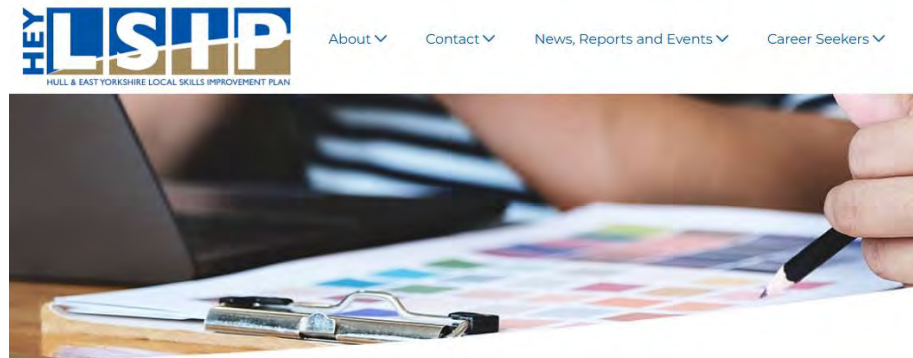 HEY LSIP
HULL & EAST YORKSHIRE LOCAL SKILLS IMPROVEMENT PLAN
About
Contact
News, Reports and Events
Career Seekers